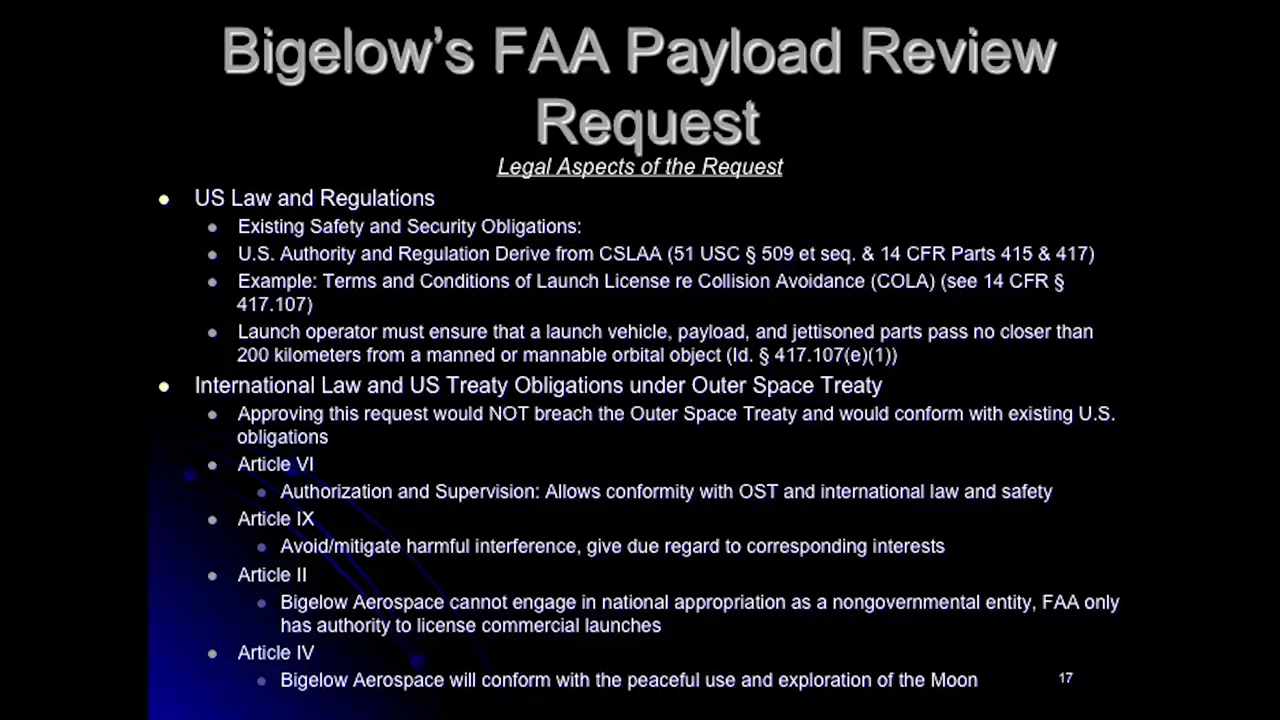 Bigelow's FAA Payload Review
Request
Legal Aspects of the Request
US Law and Regulations
Existing Safety and Security Obligations:
U.S. Authority and Regulation Derive from CSLAA (51 USC § 509 et seq. & 14 CFR Parts 415 & 417)
Example: Terms and Conditions of Launch License re Collision Avoidance (COLA) (see 14 CFR §
417.107)
Launch operator must ensure that a launch vehicle, payload, and jettisoned parts pass no closer than
200 kilometers from a manned or mannable orbital object (Id. § 417.107(e)(1))
International Law and US Treaty Obligations under Outer Space Treaty
Approving this request would NOT breach the Outer Space Treaty and would conform with existing U.S.
obligations
Article VI
Authorization and Supervision: Allows conformity with OST and international law and safety
Article IX
Avoid/mitigate harmful interference, give due regard to corresponding interests
Article II
Bigelow Aerospace cannot engage in national appropriation as a nongovernmental entity, FAA only
has authority to license commercial launches
Article IV
Bigelow Aerospace will conform with the peaceful use and exploration of the Moon
17